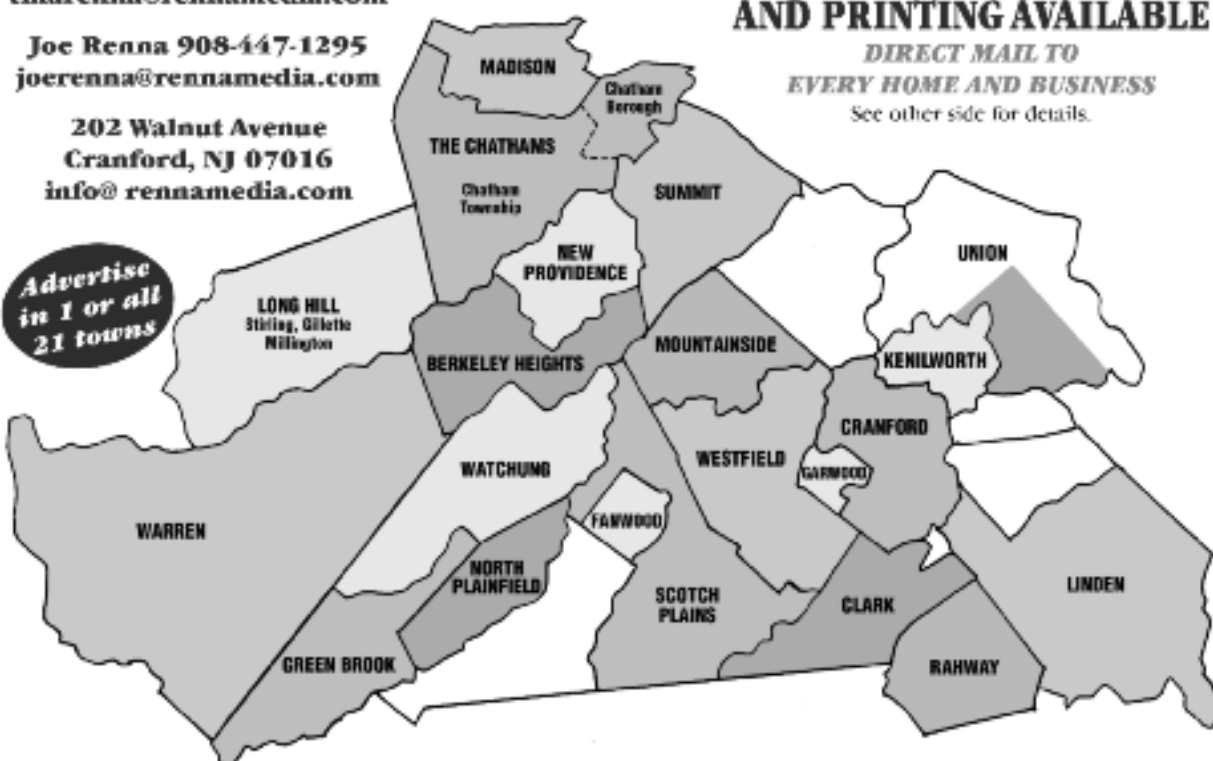 Joe Renna 908-447-1295
joerenna@rennamedia.com
202 Walnut Avenue
Cranford, NJ 07016
info@ rennamedia.com
AND PRINTING AVAILABLE
DIRECT MAIL TO
EVERY HOME AND BUSINESS
See other side for details.
Advertise
in 1 or all
21 towns
MADISON
Chatham
Borough
THE CHATHAMS
Chatham
Township
SUMMIT
NEW
PROVIDENCE
UNION
LONG HILL
Stirling, Gillette
Millington
BERKELEY HEIGHTS
MOUNTAINSIDE
KENILWORTH
CRANFORD
WESTFIELD
GARWOOD
WATCHUNG
FANWOOD
WARREN
NORTH
PLAINFIELD
SCOTCH
PLAINS
CLARK
LINDEN
GREEN BROOK
RAHWAY